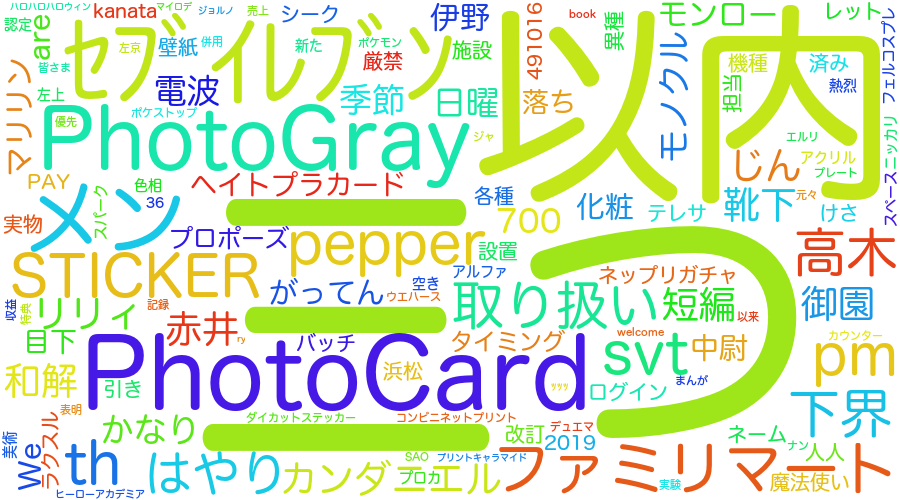 ハロハロハロウィン マイロデ 売上
認定 kanata ジョルノ シーク 伊野 book 491016 異種 モンロー レット
are セブ イレブン 左京 壁紙 併用 新た ポケモン 施設 以内 フェルコスプレ
皆さま 電波 厳禁 モノクル 機種 済み
マリリン 左上 季節 日曜 落ち 担当 熱烈
優先 ポケストップ
PhotoGray ジャ エルリ ニッカリ
じん アクリル
PAY 色相 ヘイトプラカード プレート
メン スパーク 36 各種 化粧 靴下 元々 スペース
実物 700 テレサ けさ
プロポーズ pepper 設置 高木
STICKER 空き アルファ ネップリガチャ
がってん ウエハース 取り扱い 短編 御園
収益 特典 リリィ 記録 赤井 ニ つ 以来
目下 ry バッチ タイミング welcome svt 中尉 カウンター pm
PhotoCard 浜松 ログイン まんが
和解 引き ッッッ 下界
表明 ダイカットステッカー コンビニネットプリント
かなり デュエマ 改訂 2019 ネーム ナン 人人
美術 We ラクスル th はやり カンダニエル SAO プリントキャラマイド ファミリマート
プロカ 実験 魔法使い
ヒーローアカデミア